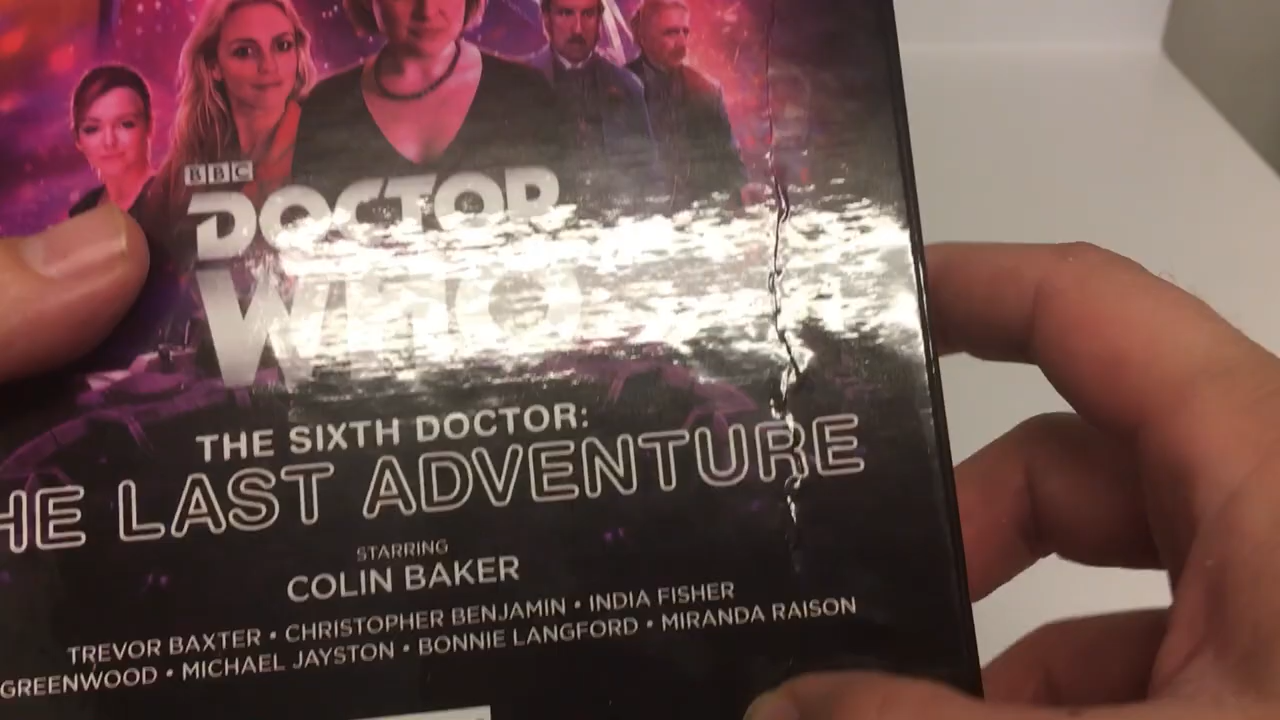 BBC
DOCTOR
WHO
THE SIXTH DOCTOR:
HE LAST ADVENTURE
STARRING
COLIN BAKER
TREVOR BAXTER • CHRISTOPHER BENJAMIN • INDIA FISHER
GREENWOOD • MICHAEL JAYSTON • BONNIE LANGFORD • MIRANDA RAISON